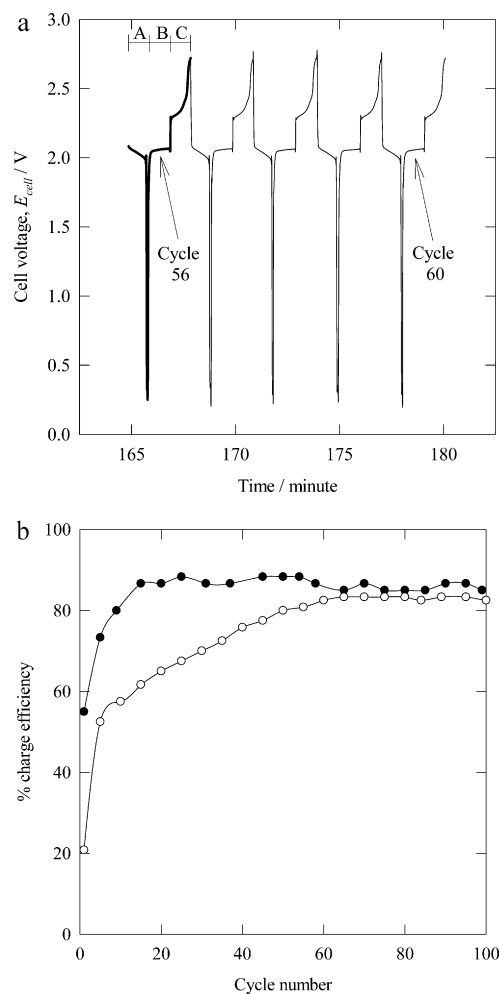 a
3.0
A B C
2.5
2.0
1.5
1.0
0.5
0.0
Cell voltage, E_cell / V
Cycle
56
Cycle
60
165 170 175 180
Time / minute
b
100
80
60
40
20
0
% charge efficiency
0 20 40 60 80 100
Cycle number